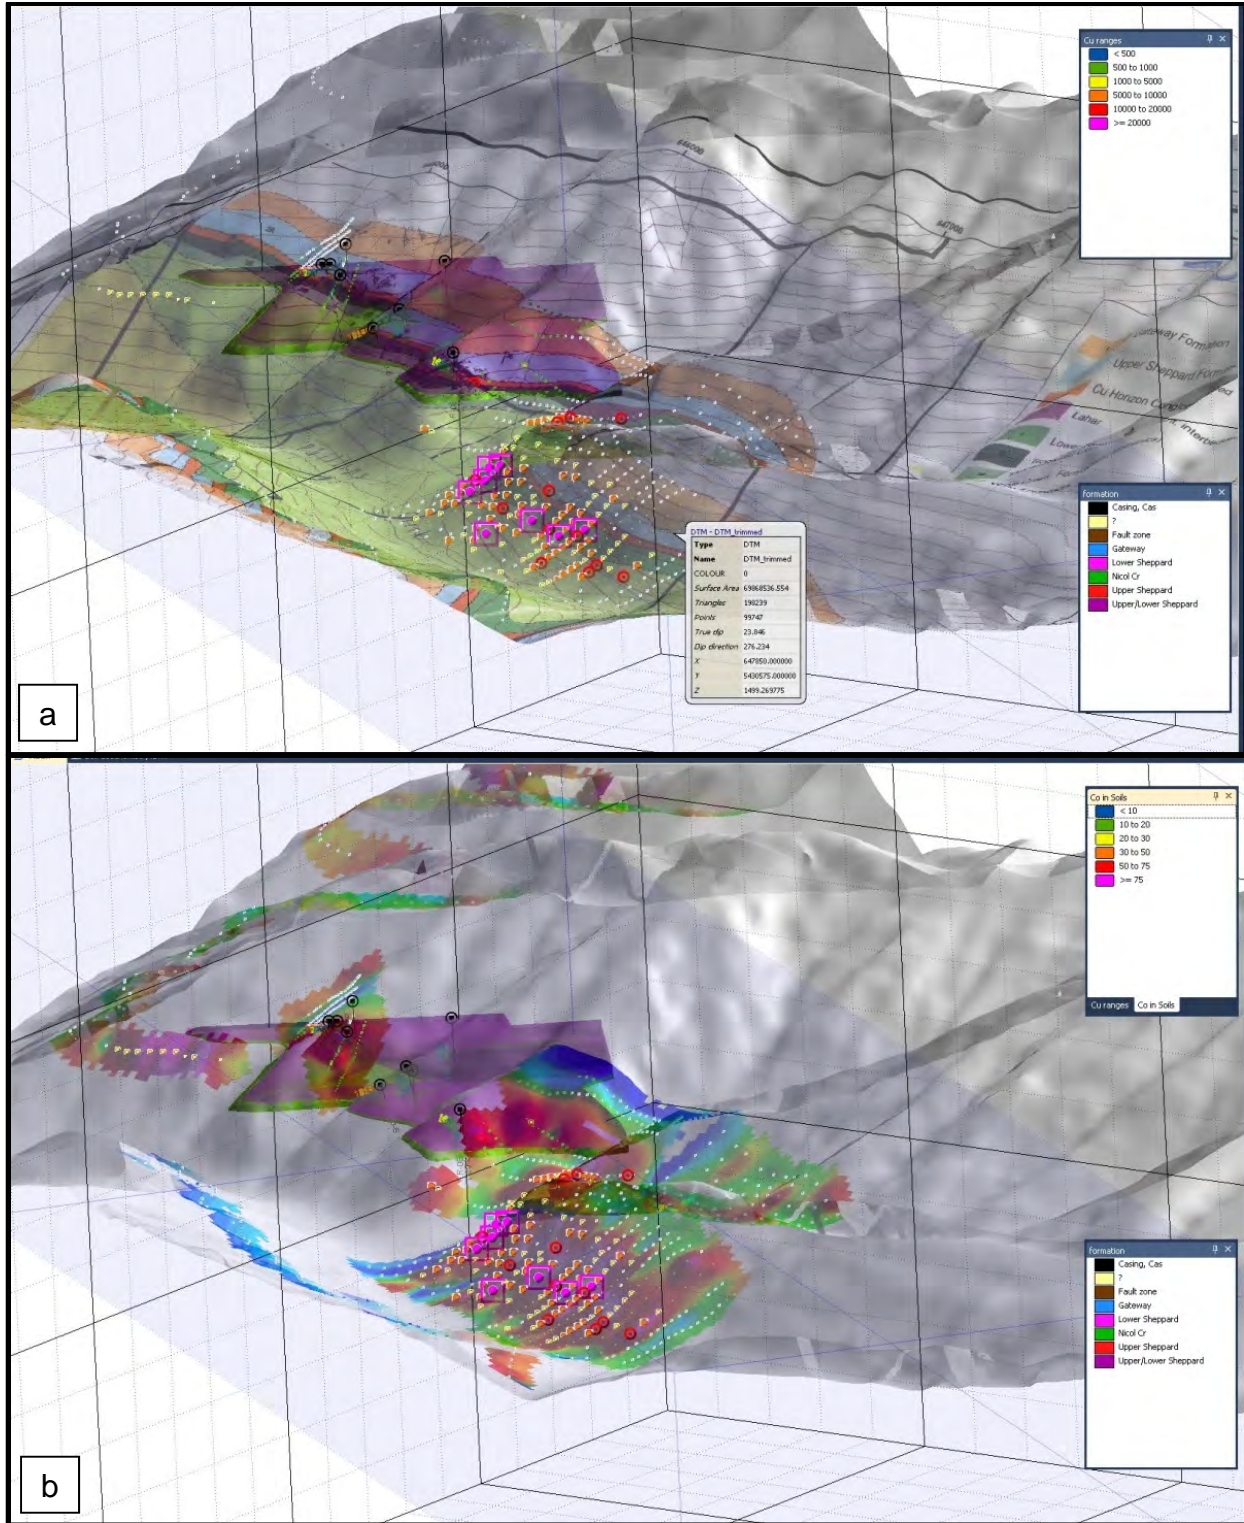 Cu ranges
< 500
500 to 1000
1000 to 5000
5000 to 10000
10000 to 20000
>= 20000
646000
647000
Gateway Formation
Upper Sheppard Form
Cu Horizon
Lahar
Formation
Casing, Cas
?
Fault zone
Gateway
Lower Sheppard
Nicol Cr
Upper Sheppard
Upper/Lower Sheppard
DTM - DTM_trimmed
Type DTM
Name DTM_trimmed
COLOUR 0
Surface Area 69868536.554
Triangles 198239
Points 99747
True dip 23.846
Dip direction 276.234
X 647850.000000
Y 5430575.000000
Z 1499.269775
a
Co in Soils
< 10
10 to 20
20 to 30
30 to 50
50 to 75
>= 75
Cu ranges Co in Soils
Formation
Casing, Cas
?
Fault zone
Gateway
Lower Sheppard
Nicol Cr
Upper Sheppard
Upper/Lower Sheppard
b